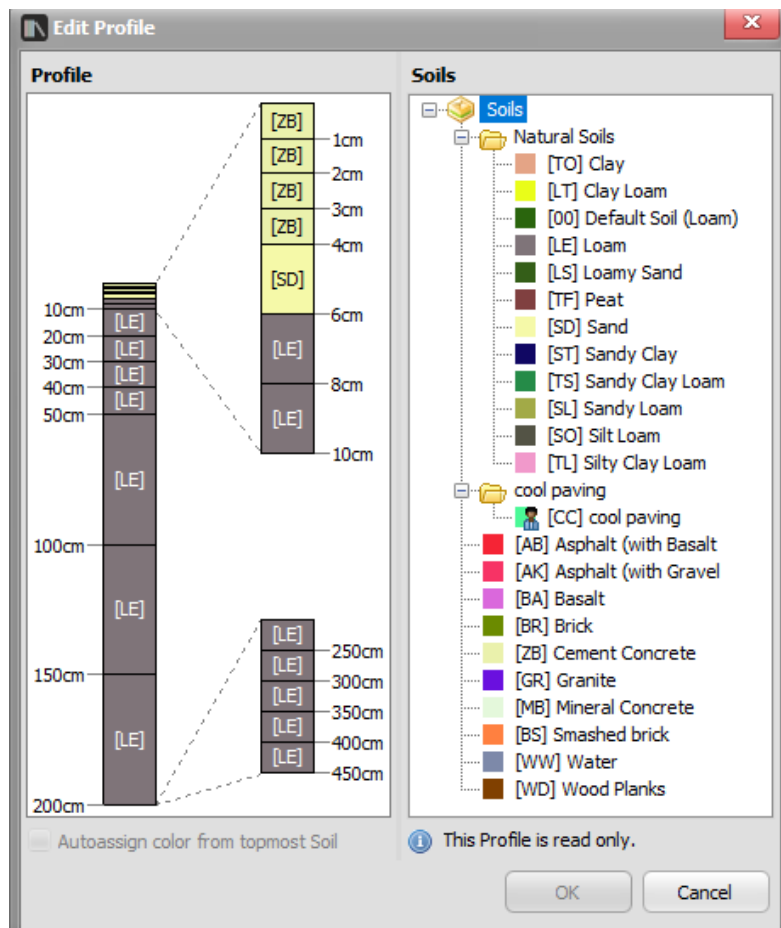 Edit Profile
Profile
[ZB]
1cm
[ZB]
2cm
[ZB]
3cm
[ZB]
4cm
[SD]
6cm
[LE]
8cm
[LE]
10cm
10cm
[LE]
20cm
[LE]
30cm
[LE]
40cm
[LE]
50cm
[LE]
100cm
[LE]
150cm
[LE]
200cm
[LE]
250cm
[LE]
300cm
[LE]
350cm
[LE]
400cm
[LE]
450cm
Autoassign color from topmost Soil
Soils
Soils
Natural Soils
[TO] Clay
[LT] Clay Loam
[00] Default Soil (Loam)
[LE] Loam
[LS] Loamy Sand
[TF] Peat
[SD] Sand
[ST] Sandy Clay
[TS] Sandy Clay Loam
[SL] Sandy Loam
[SO] Silt Loam
[TL] Silty Clay Loam
cool paving
[CC] cool paving
[AB] Asphalt (with Basalt
[AK] Asphalt (with Gravel
[BA] Basalt
[BR] Brick
[ZB] Cement Concrete
[GR] Granite
[MB] Mineral Concrete
[BS] Smashed brick
[WW] Water
[WD] Wood Planks
This Profile is read only.
OK
Cancel